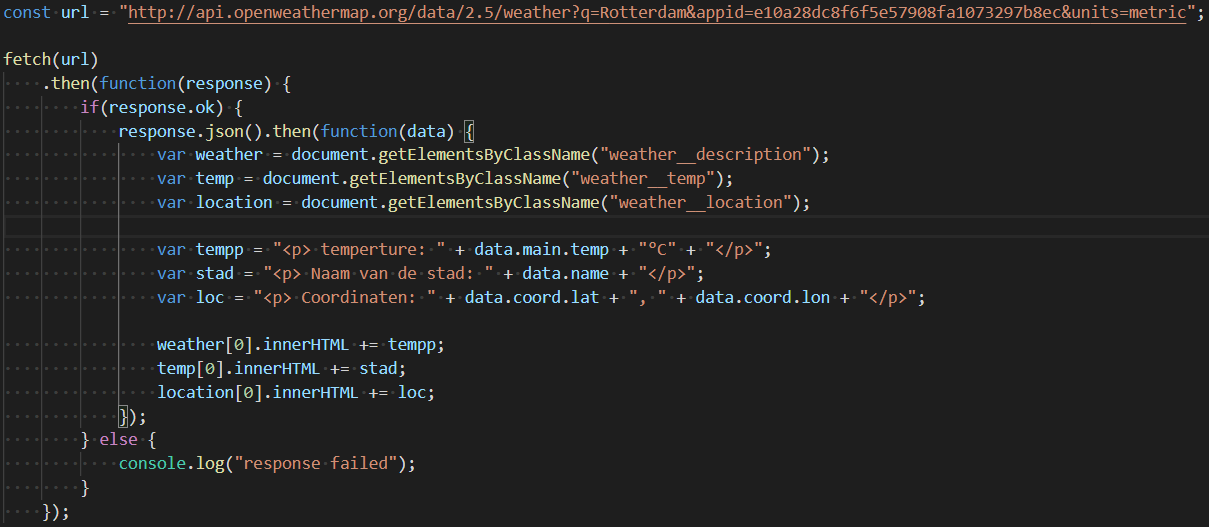 const url = "http://api.openweathermap.org/data/2.5/weather?q=Rotterdam&appid=e10a28dc8f6f5e57908fa1073297b8ec&units=metric";
fetch(url)
.then(function(response) {
if(response.ok) {
response.json().then(function(data) {
var weather = document.getElementsByClassName("weather__description");
var temp = document.getElementsByClassName("weather__temp");
var location = document.getElementsByClassName("weather__location");
var tempp = "<p> temperture: " + data.main.temp + "°C" + "</p>";
var stad = "<p> Naam van de stad: " + data.name + "</p>";
var loc = "<p> Coordinaten: " + data.coord.lat + ", " + data.coord.lon + "</p>";
weather[0].innerHTML += tempp;
temp[0].innerHTML += stad;
location[0].innerHTML += loc;
});
} else {
console.log("response failed");
}
});